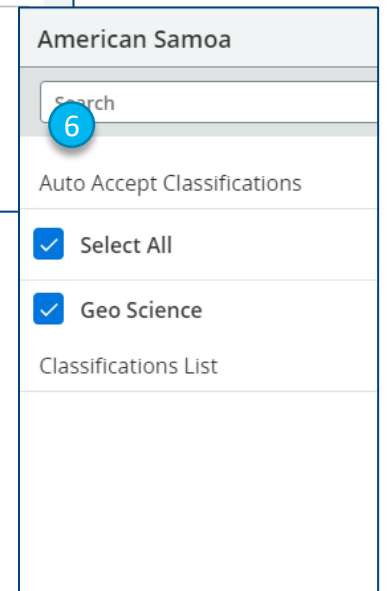 American Samoa
Search
6
Auto Accept Classifications
Select All
Geo Science
Classifications List